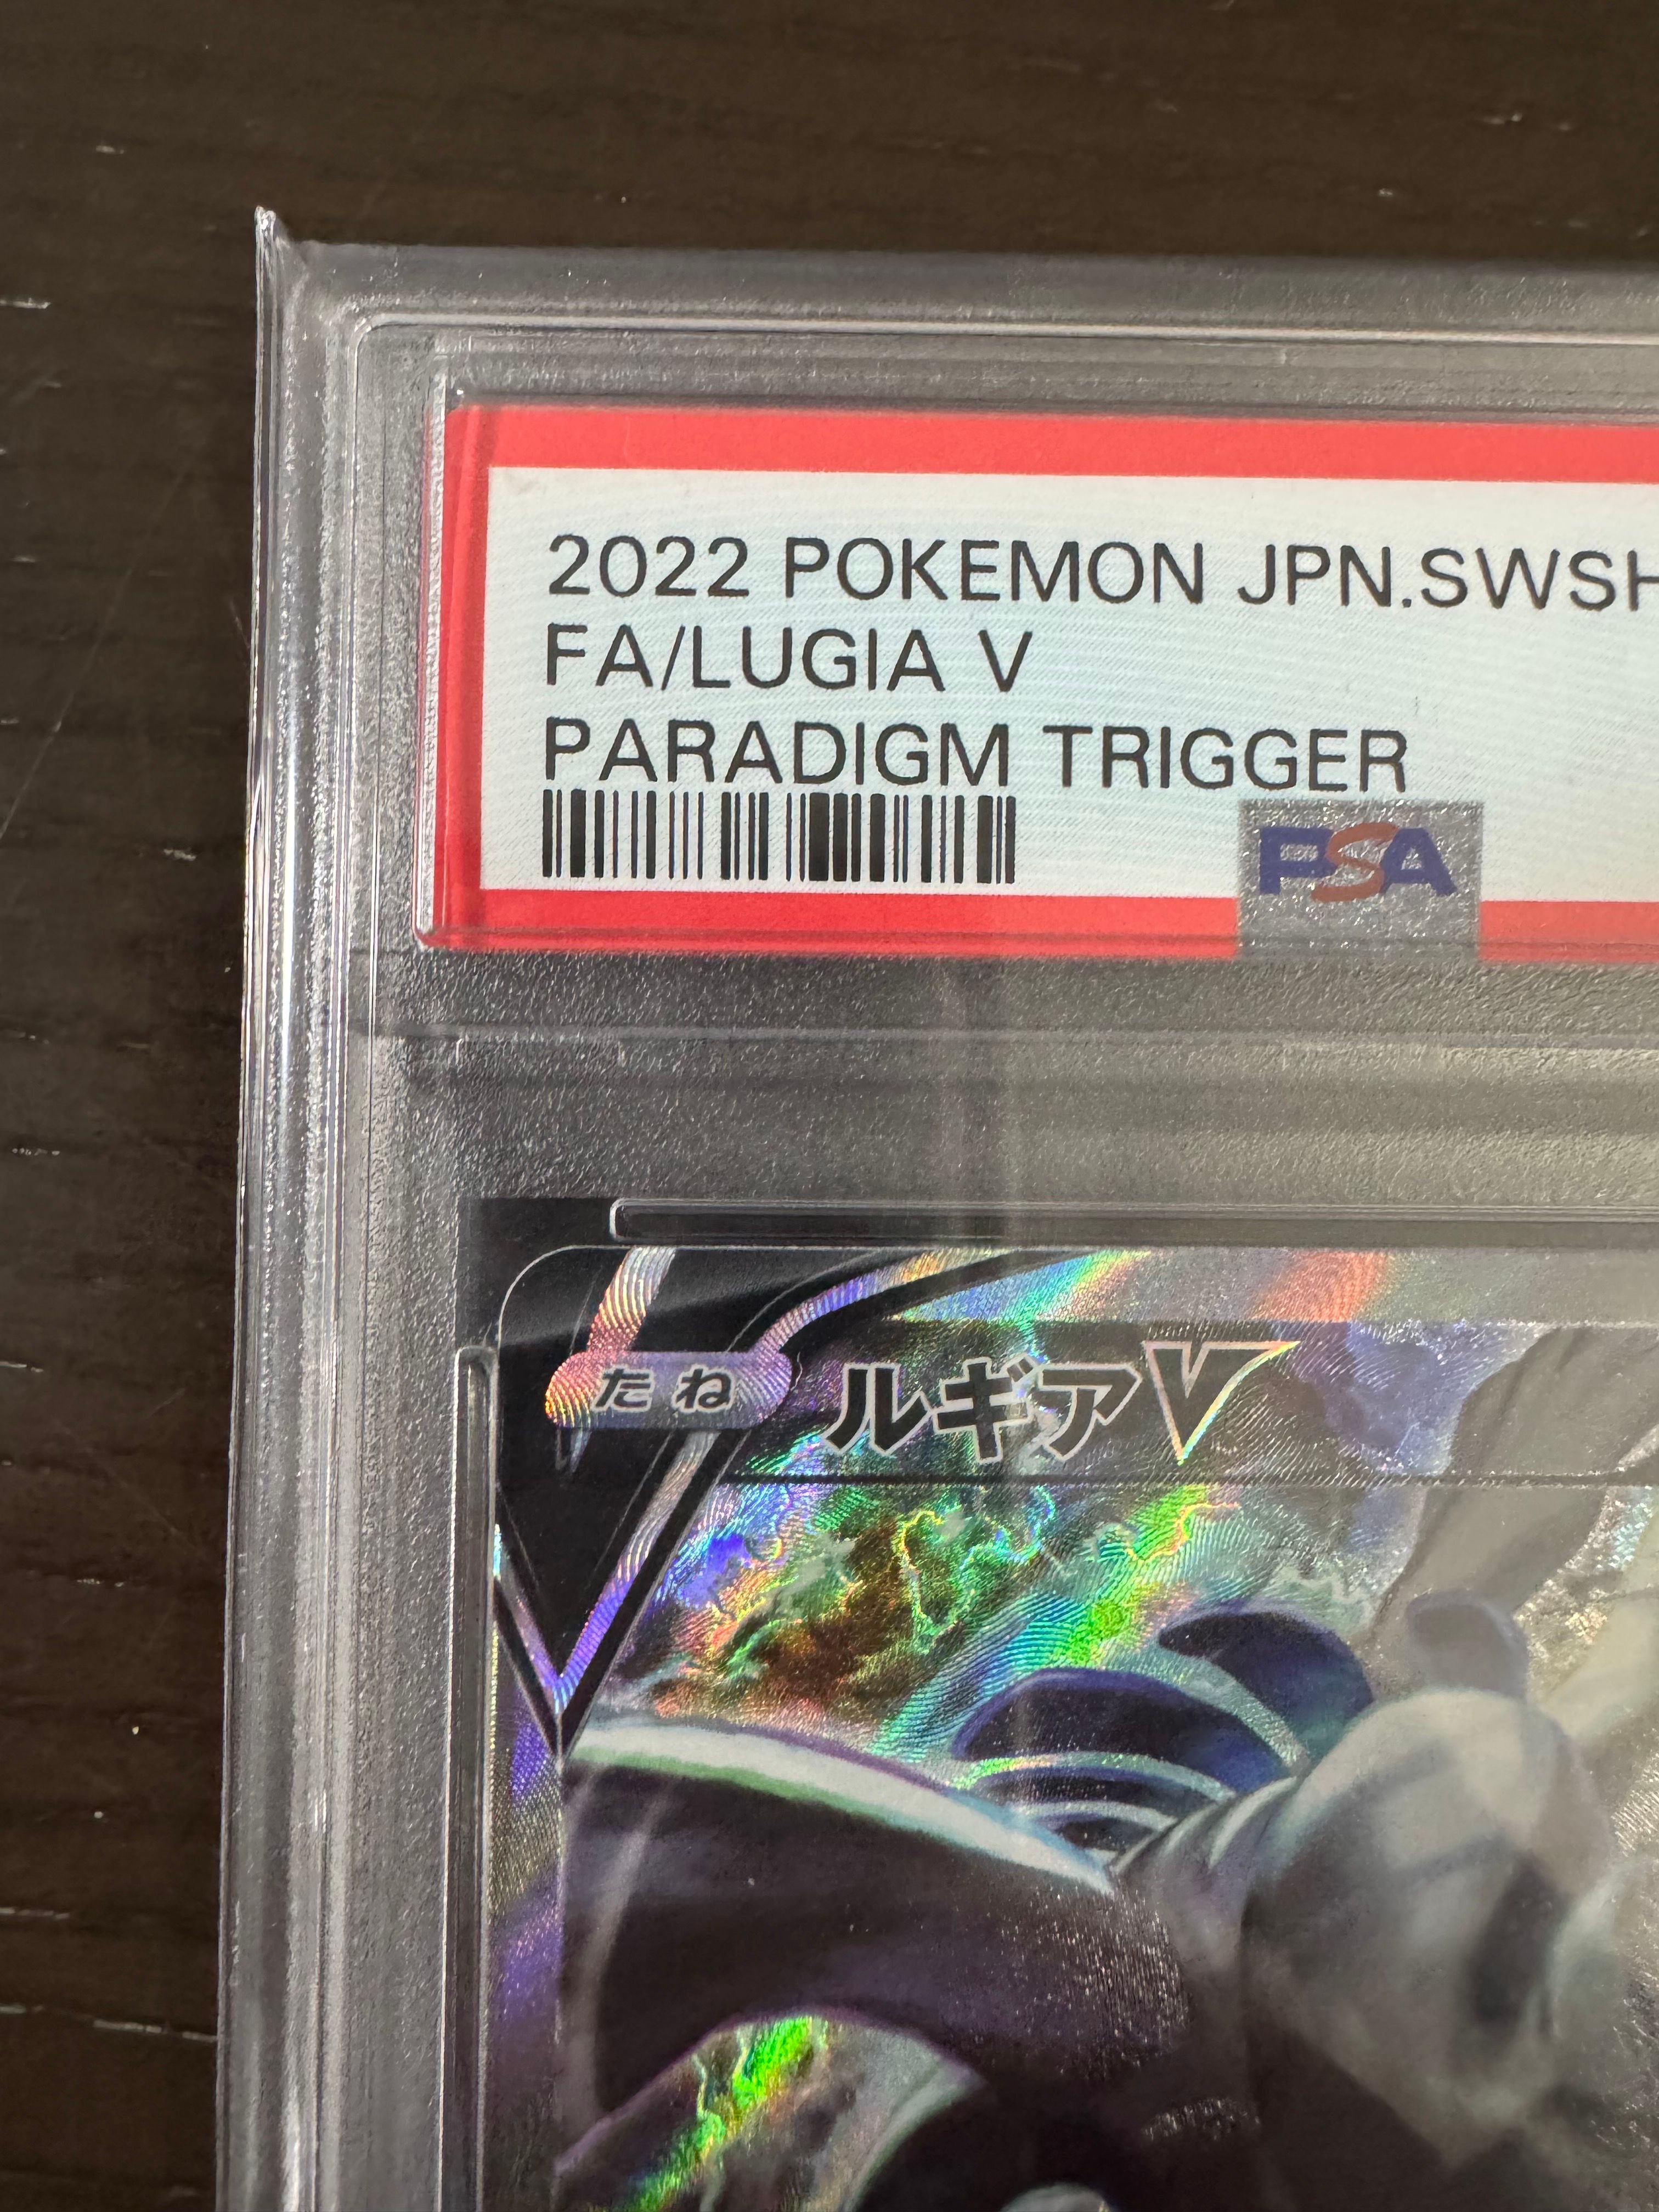 2022 POKEMON JPN.SWSH
FA/LUGIA V
PARADIGM TRIGGER
PSA
たね ルギアV